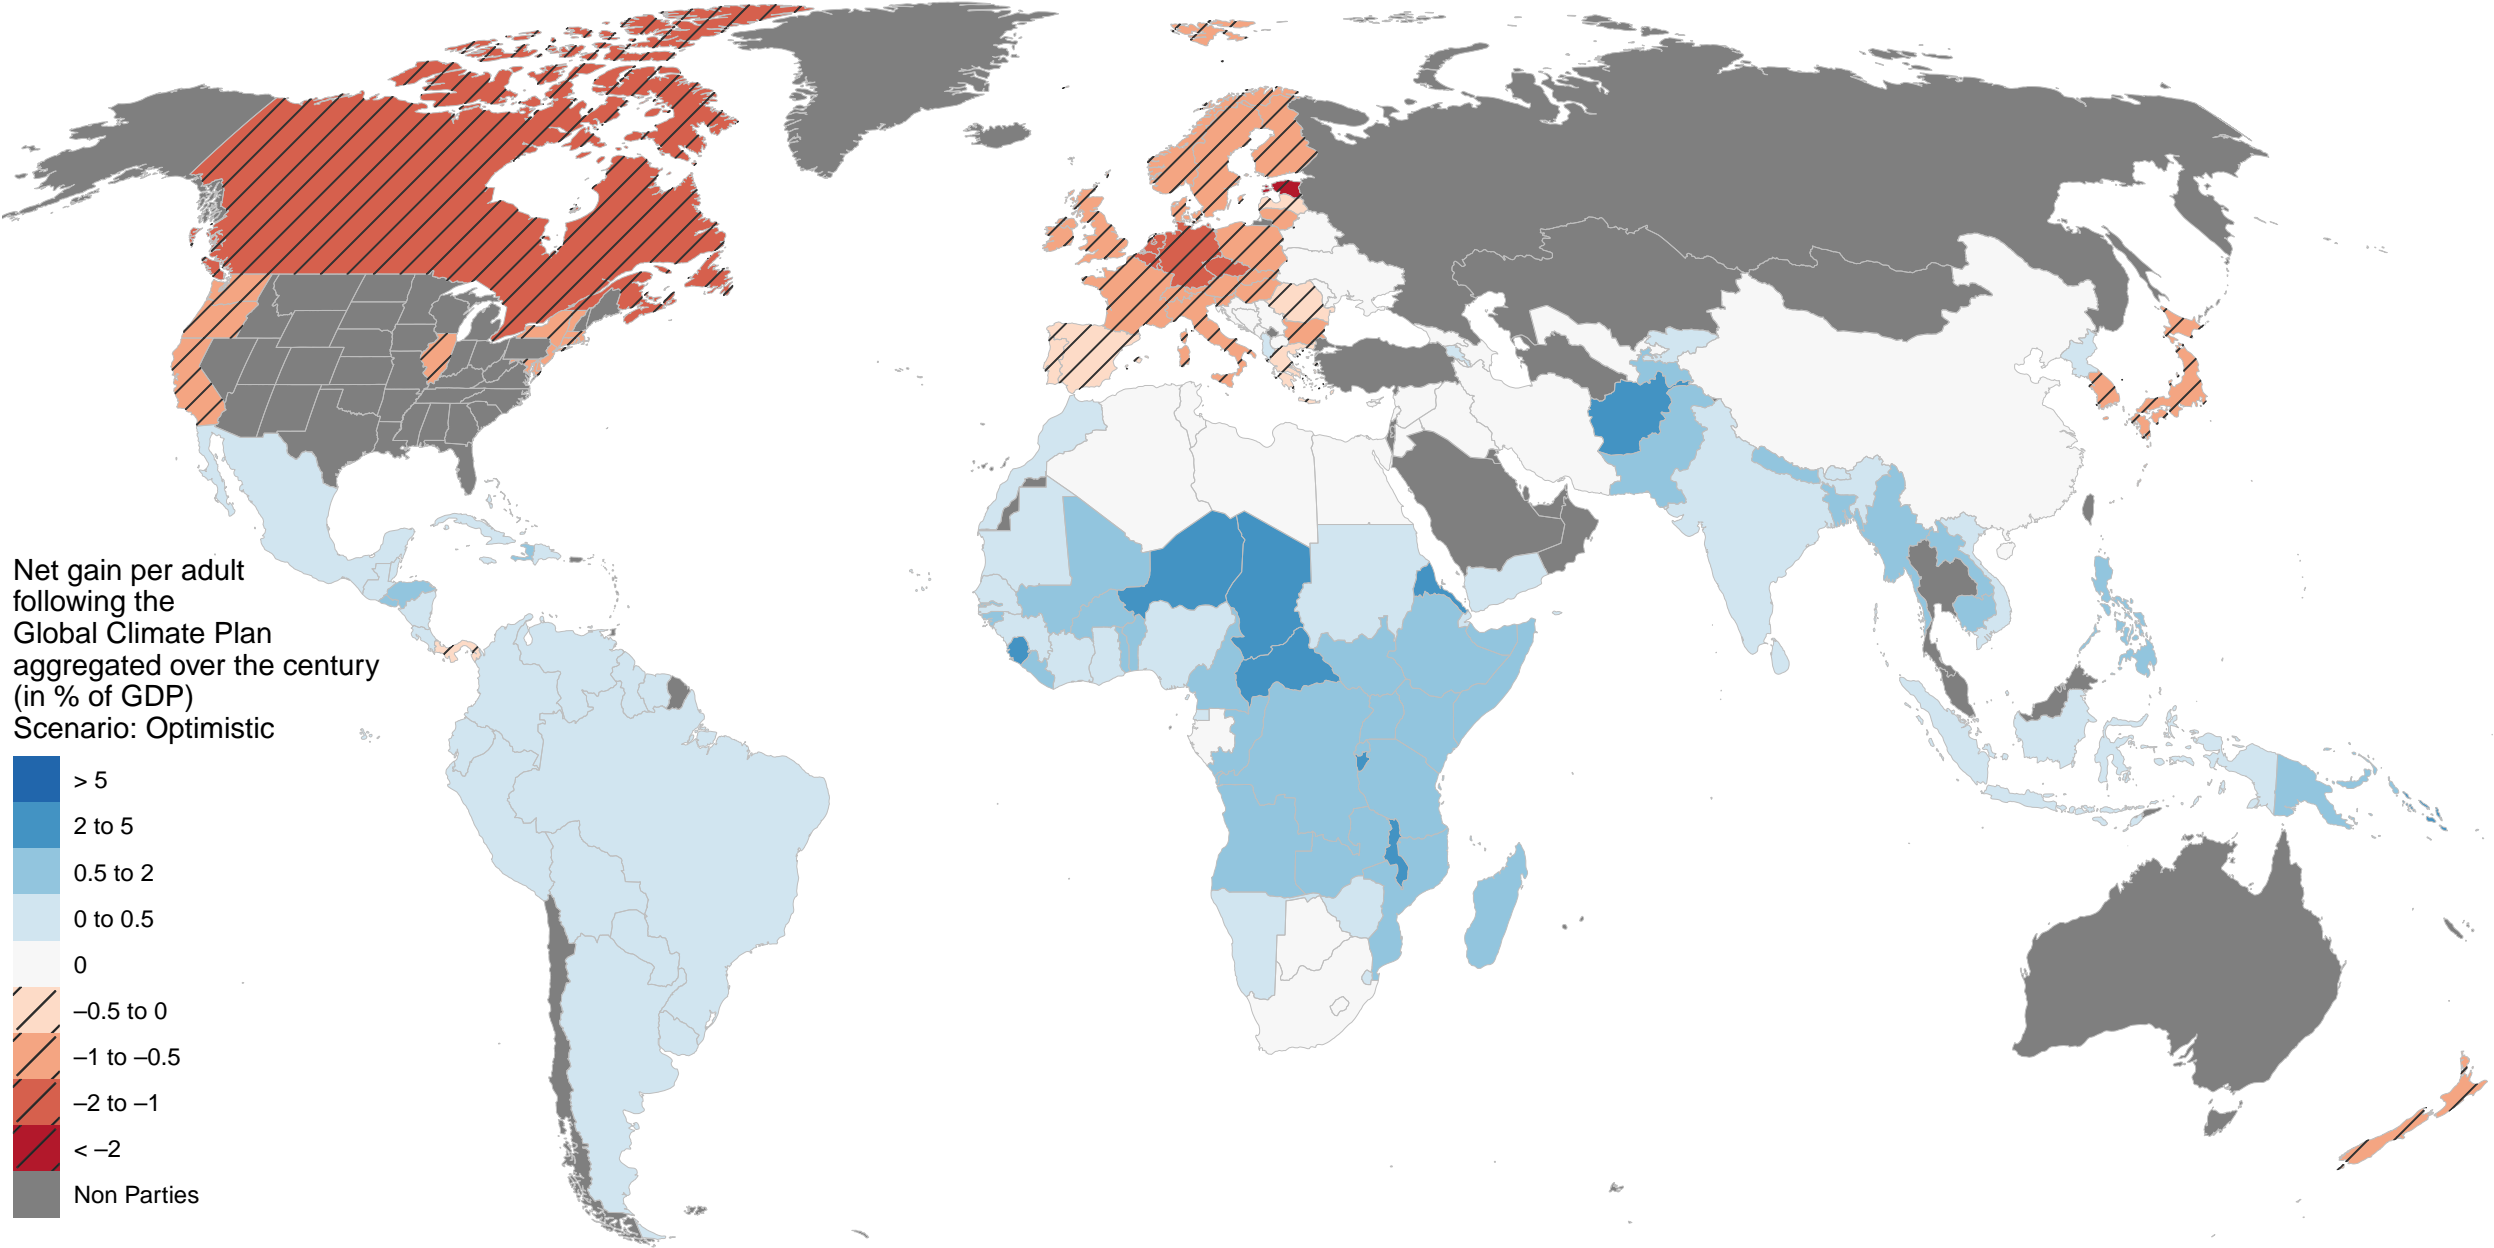 Net gain per adult
following the
Global Climate Plan
aggregated over the century
(in % of GDP)
Scenario: Optimistic
> 5
2 to 5
0.5 to 2
0 to 0.5
0
–0.5 to 0
–1 to –0.5
–2 to –1
< –2
Non Parties